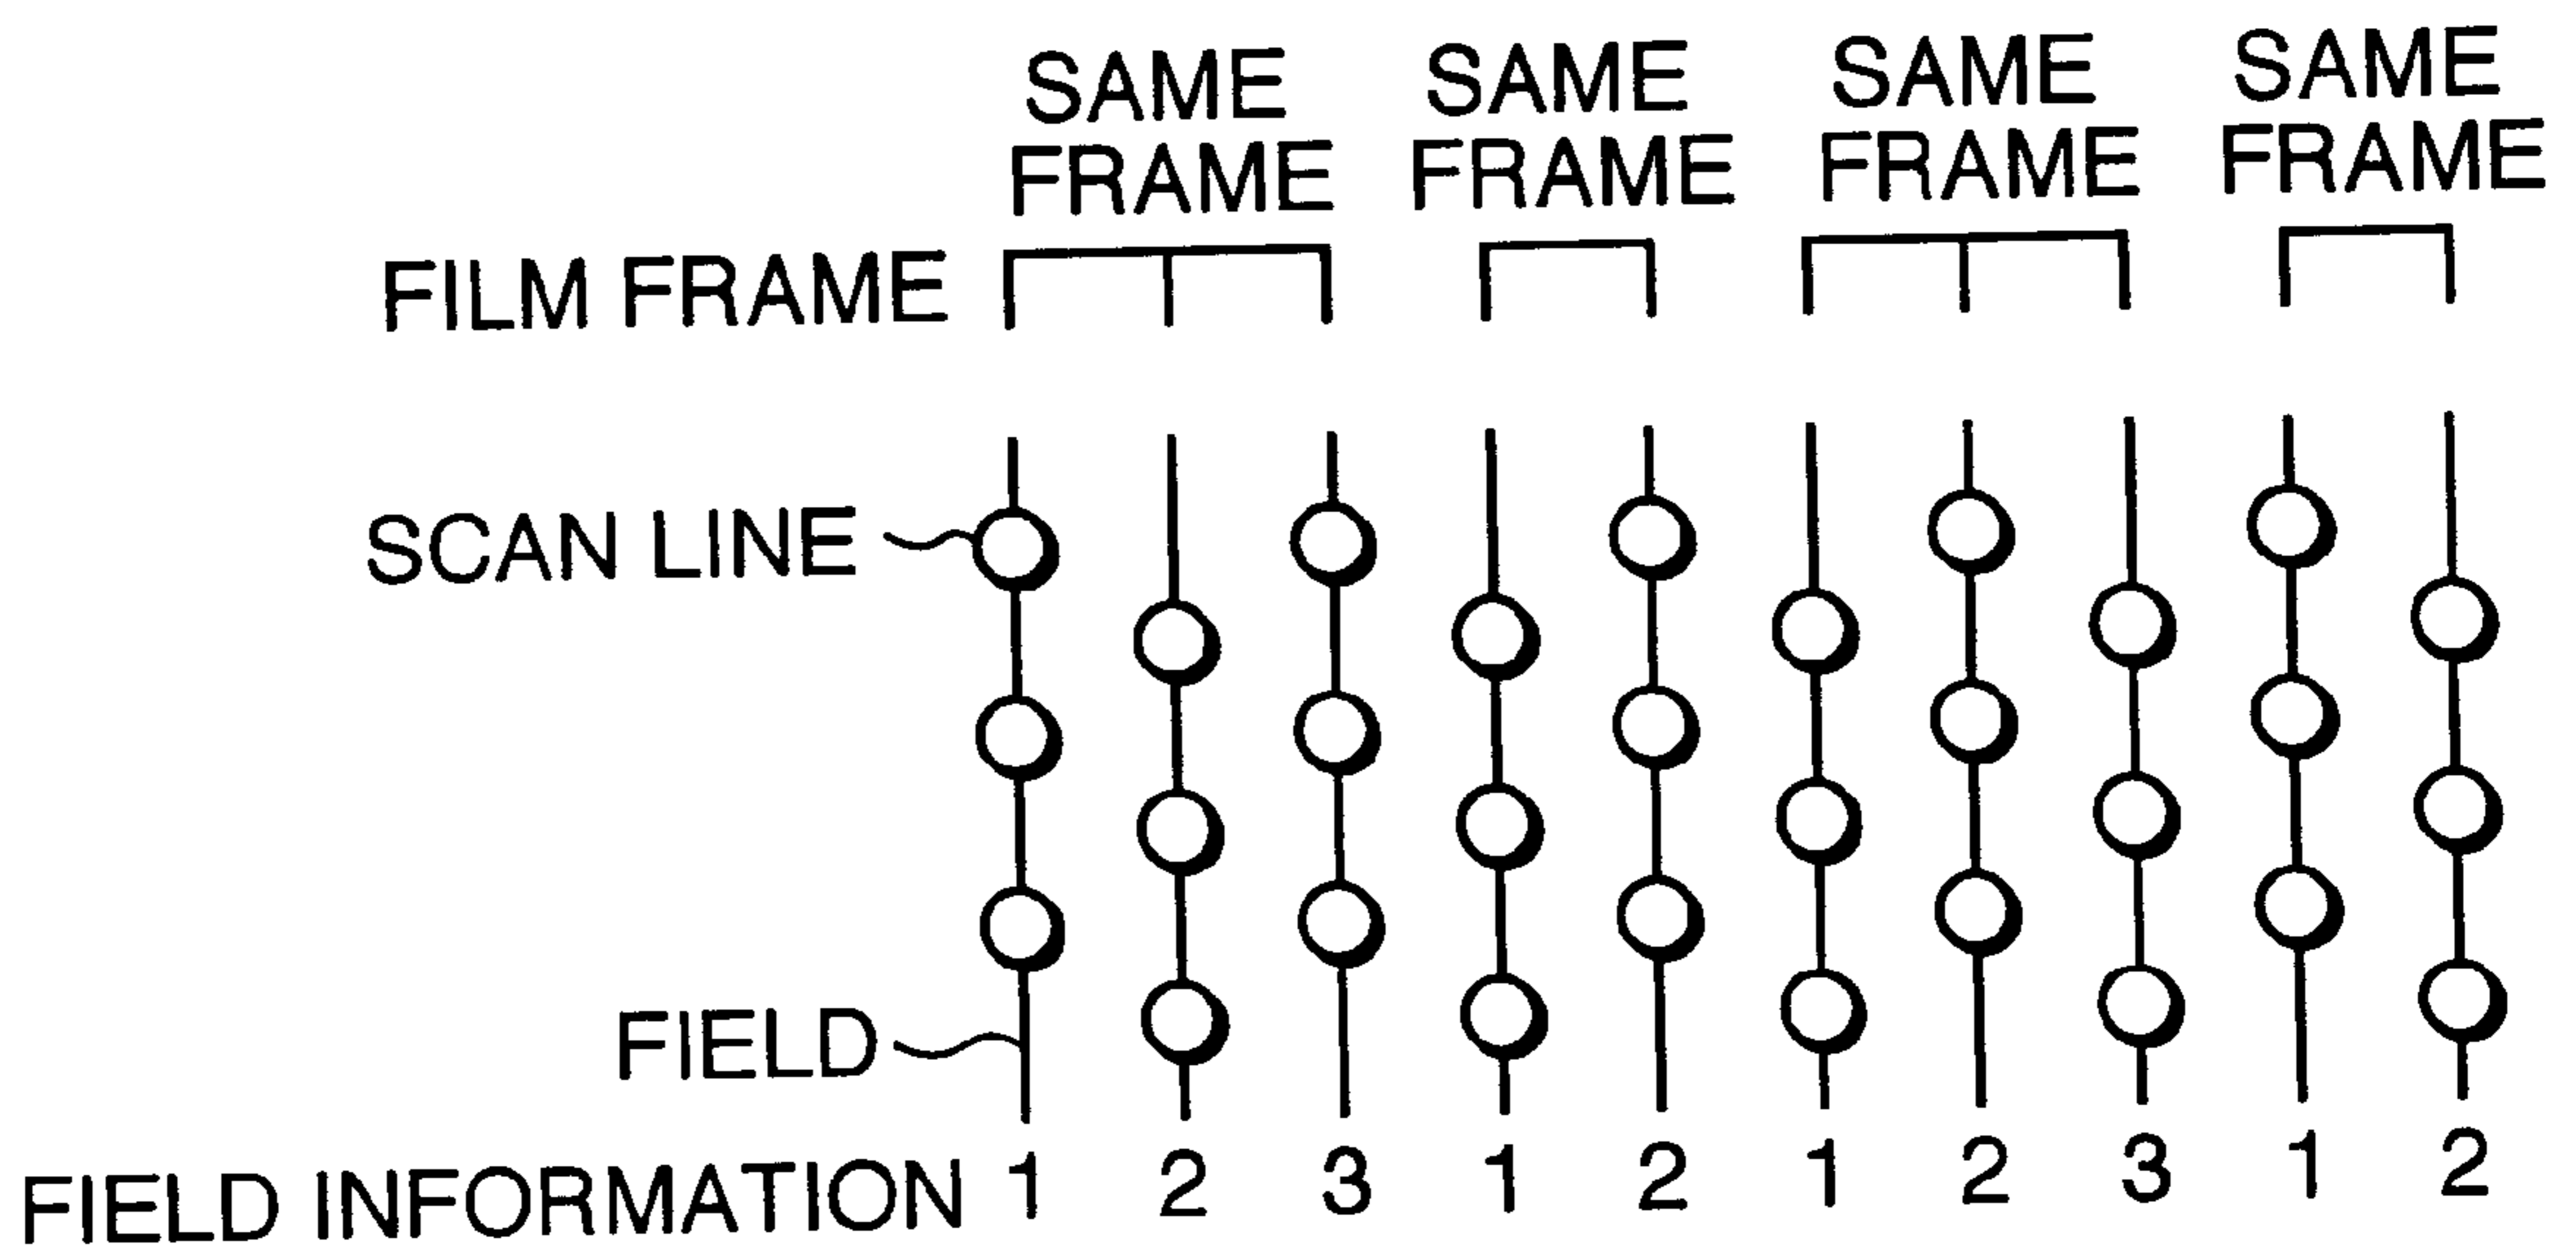 SAME SAME SAME SAME
FRAME FRAME FRAME FRAME
FILM FRAME
SCAN LINE
FIELD
FIELD INFORMATION 1 2 3 1 2 1 2 3 1 2